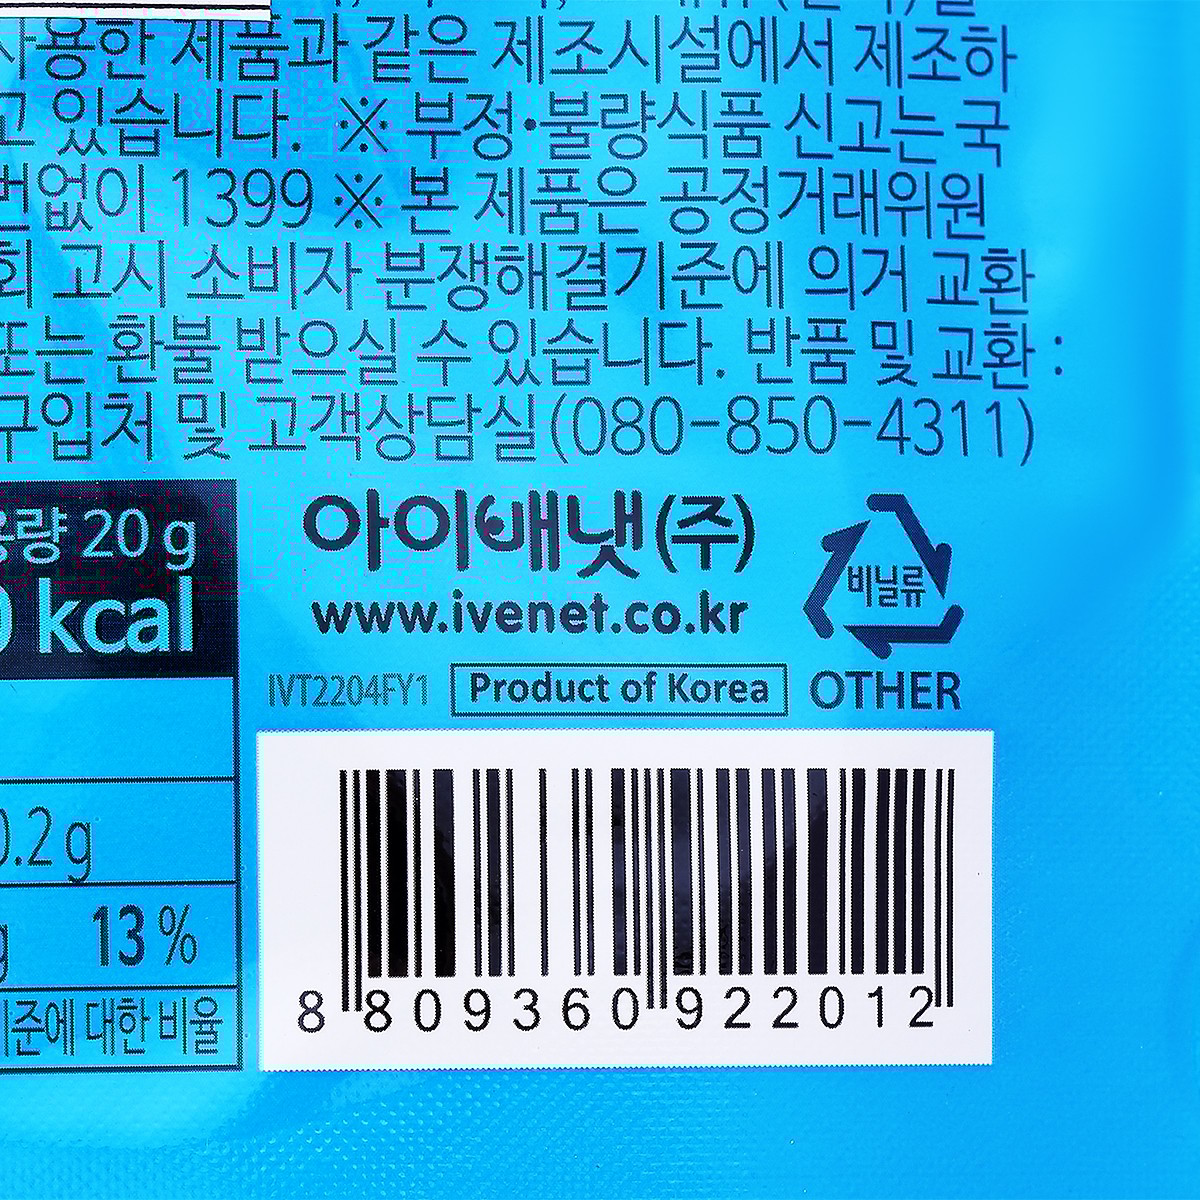 사용한 제품과 같은 제조시설에서 제조하
고 있습니다. ※ 부정·불량식품 신고는 국
번없이 1399 ※ 본 제품은 공정거래위원
회 고시 소비자 분쟁해결기준에 의거 교환
또는 환불 받으실 수 있습니다. 반품 및 교환 :
구입처 및 고객상담실(080-850-4311)
용량 20 g
0 kcal
0.2 g
g 13 %
기준에 대한 비율
아이배냇(주)
www.ivenet.co.kr
비닐류
OTHER
IVT2204FY1
Product of Korea
8 809360 922012